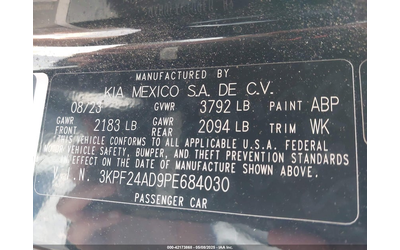 MANUFACTURED BY
KIA MEXICO S.A. DE C.V.
08/23 GVWR 3792 LB PAINT ABP
GAWR FRONT 2183 LB GAWR REAR 2094 LB TRIM WK
THIS VEHICLE CONFORMS TO ALL APPLICABLE U.S.A. FEDERAL
MOTOR VEHICLE SAFETY, BUMPER, AND THEFT PREVENTION STANDARDS
IN EFFECT ON THE DATE OF MANUFACTURE SHOWN ABOVE.
V.I.N. 3KPF24AD9PE684030
PASSENGER CAR